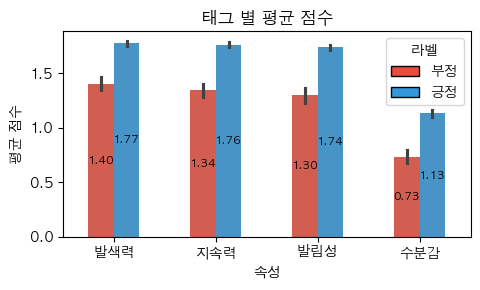 태그 별 평균 점수
라벨
부정
긍정
평균 점수
1.5
1.0
0.5
0.0
1.40
1.77
1.34
1.76
1.30
1.74
0.73
1.13
발색력
지속력
발림성
수분감
속성